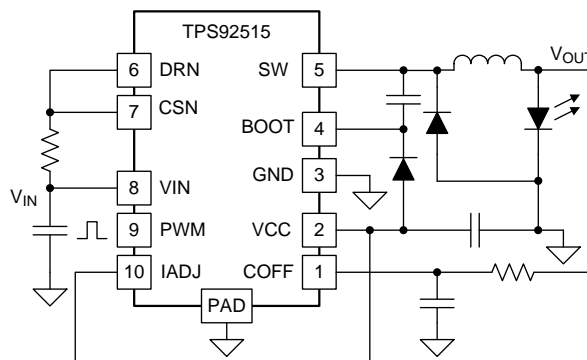 TPS92515
6 DRN SW 5
7 CSN
BOOT 4
GND 3
VIN
8 VIN
9 PWM VCC 2
10 IADJ COFF 1
PAD
VOUT